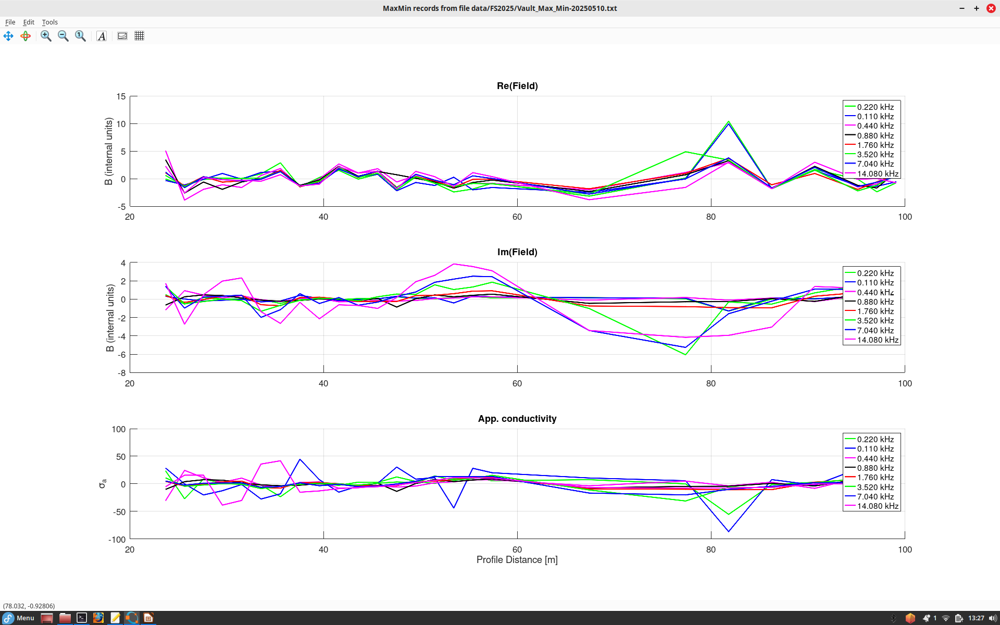 MaxMin records from file data/FS2025/Vault_Max_Min-20250510.txt
File Edit Tools
Re(Field)
B (internal units)
15
10
5
0
-5
20 40 60 80 100
0.220 kHz
0.110 kHz
0.440 kHz
0.880 kHz
1.760 kHz
3.520 kHz
7.040 kHz
14.080 kHz
Im(Field)
B (internal units)
4
2
0
-2
-4
-6
-8
20 40 60 80 100
0.220 kHz
0.110 kHz
0.440 kHz
0.880 kHz
1.760 kHz
3.520 kHz
7.040 kHz
14.080 kHz
App. conductivity
σa
100
50
0
-50
-100
20 40 60 80 100
Profile Distance [m]
0.220 kHz
0.110 kHz
0.440 kHz
0.880 kHz
1.760 kHz
3.520 kHz
7.040 kHz
14.080 kHz
(78.032, -0.92806)
Menu 1 13:27